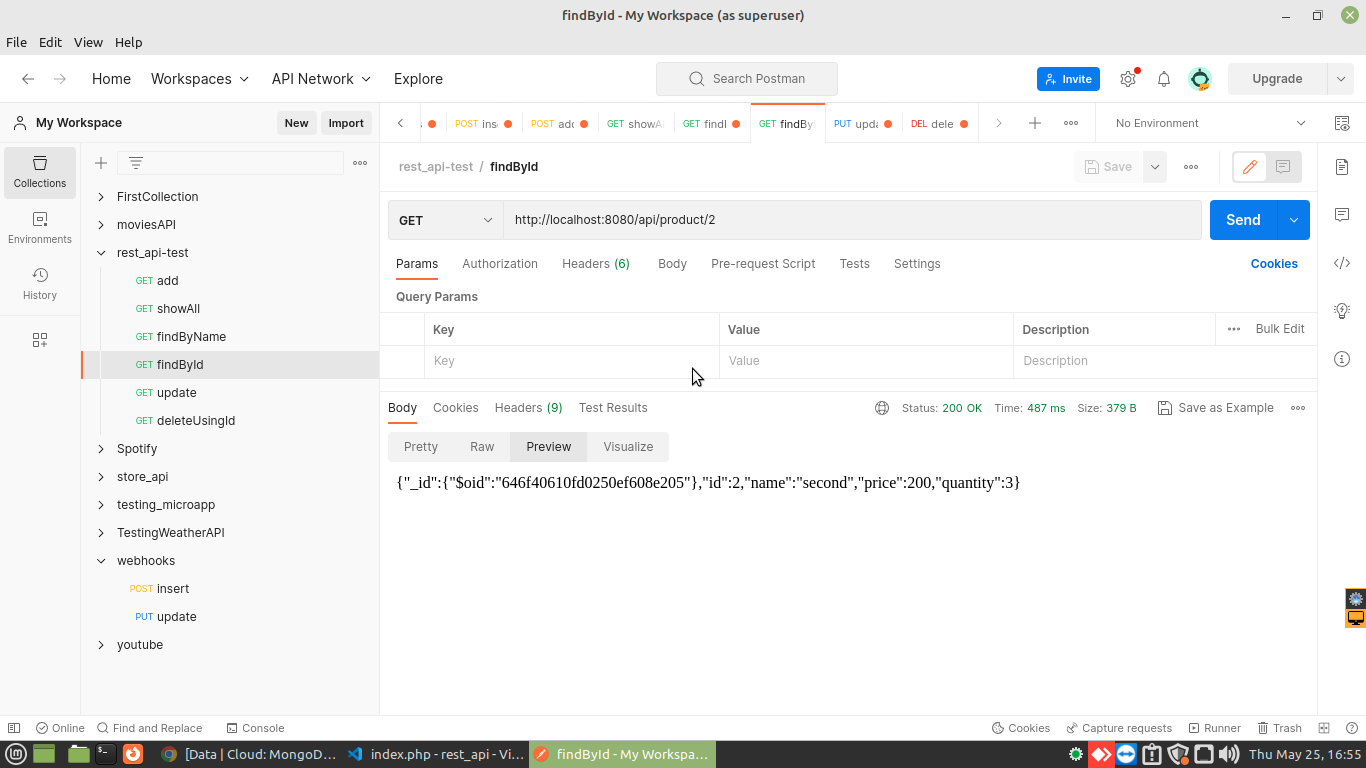 findById - My Workspace (as superuser)
File Edit View Help
Home Workspaces API Network Explore
Search Postman
Invite
Upgrade
My Workspace
New Import
POST ins
POST add
GET showA
GET findl
GET findBy
PUT upda
DEL dele
No Environment
Collections
Environments
History
FirstCollection
moviesAPI
rest_api-test
GET add
GET showAll
GET findByName
GET findById
GET update
GET deleteUsingId
Spotify
store_api
testing_microapp
TestingWeatherAPI
webhooks
POST insert
PUT update
youtube
rest_api-test / findById
Save
GET http://localhost:8080/api/product/2
Send
Params Authorization Headers (6) Body Pre-request Script Tests Settings Cookies
Query Params
Key Value Description Bulk Edit
Key Value Description
Body Cookies Headers (9) Test Results Status: 200 OK Time: 487 ms Size: 379 B Save as Example
Pretty Raw Preview Visualize
{"_id":{"$oid":"646f40610fd0250ef608e205"},"id":2,"name":"second","price":200,"quantity":3}
Online Find and Replace Console Cookies Capture requests Runner Trash
[Data | Cloud: MongoD... index.php - rest_api - Vi... findById - My Workspa... Thu May 25, 16:55